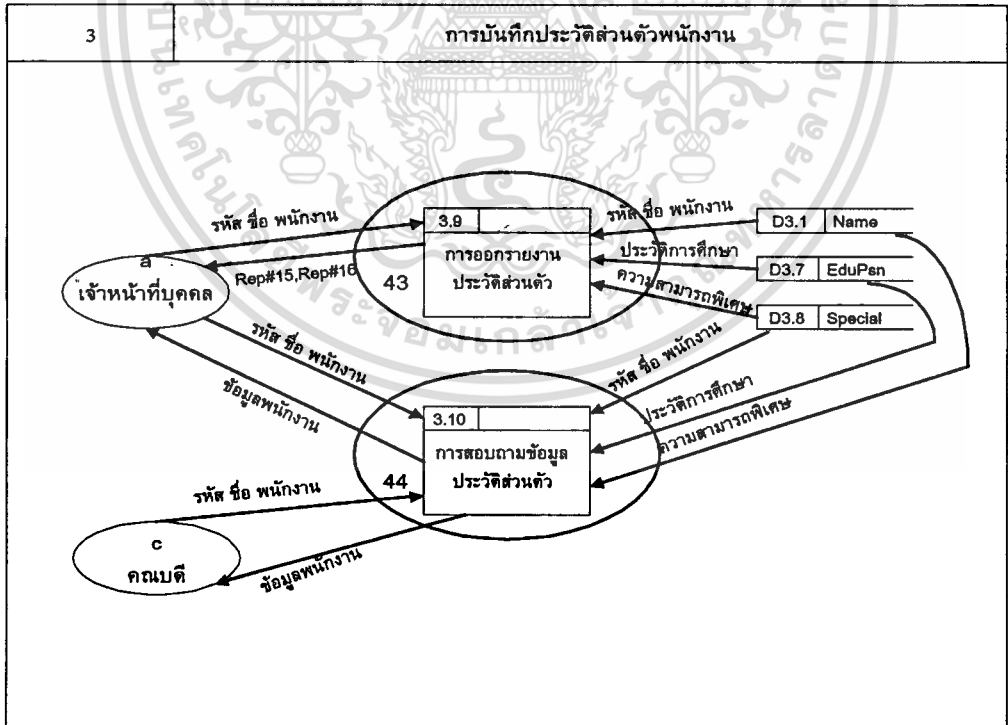 3
การบันทึกประวัติส่วนตัวพนักงาน
รหัส ชื่อ พนักงาน
3.9
การออกรายงาน
ประวัติส่วนตัว
43
รหัส ชื่อ พนักงาน
D3.1 Name
ประวัติการศึกษา
D3.7 EduPsn
ความสามารถพิเศษ
D3.8 Special
a
เจ้าหน้าที่บุคคล
Rep#15,Rep#16
รหัส ชื่อ พนักงาน
ข้อมูลพนักงาน
รหัส ชื่อ พนักงาน
ประวัติการศึกษา
ความสามารถพิเศษ
3.10
การสอบถามข้อมูล
ประวัติส่วนตัว
44
รหัส ชื่อ พนักงาน
c
คณบดี
ข้อมูลพนักงาน